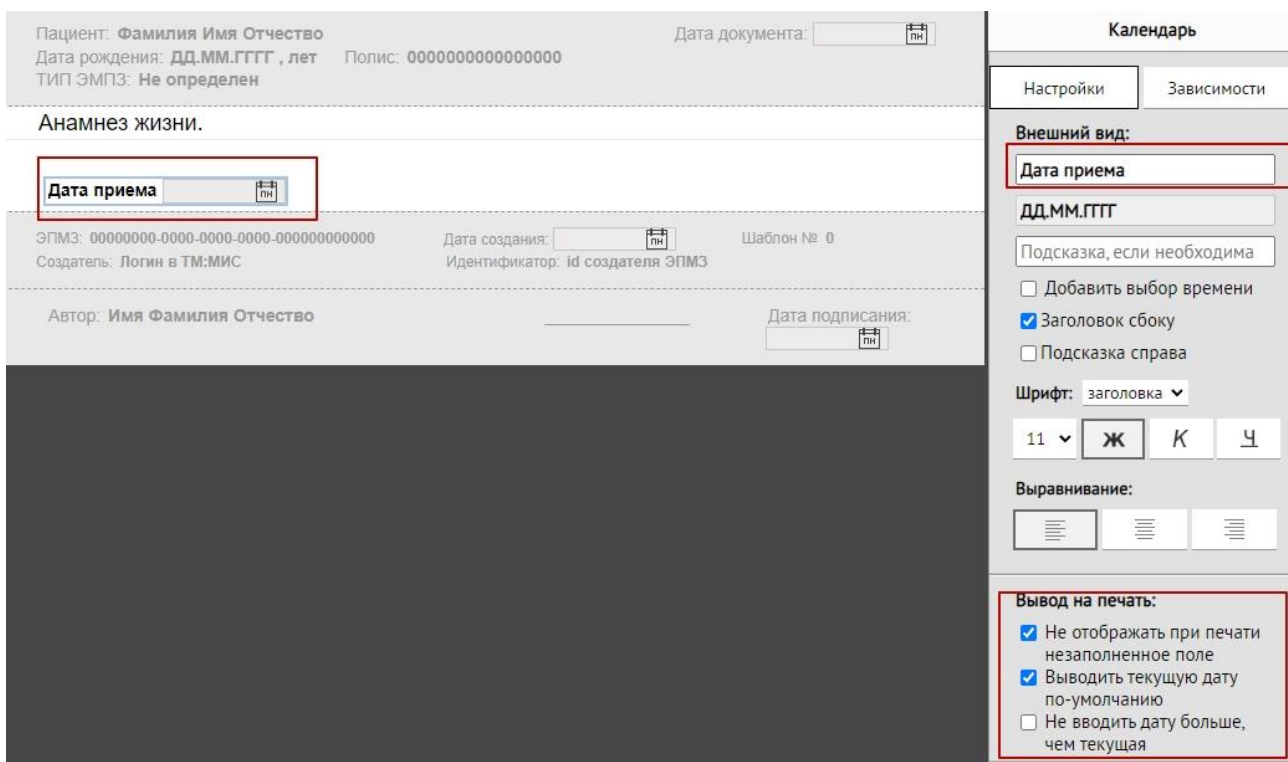 Пациент: Фамилия Имя Отчество
Дата документа: ПН
Дата рождения: ДД.ММ.ГГГГ , лет Полис: 0000000000000000
ТИП ЭМПЗ: Не определен
Анамнез жизни.
Дата приема ПН
ЭПМЗ: 00000000-0000-0000-0000-000000000000 Дата создания: ПН Шаблон № 0
Создатель: Логин в ТМ:МИС Идентификатор: id создателя ЭПМЗ
Автор: Имя Фамилия Отчество Дата подписания:
ПН
Календарь
Настройки Зависимости
Внешний вид:
Дата приема
ДД.ММ.ГГГГ
Подсказка, если необходима
Добавить выбор времени
Заголовок сбоку
Подсказка справа
Шрифт: заголовка
11 Ж К Ч
Выравнивание:
Вывод на печать:
Не отображать при печати
незаполненное поле
Выводить текущую дату
по-умолчанию
Не вводить дату больше,
чем текущая